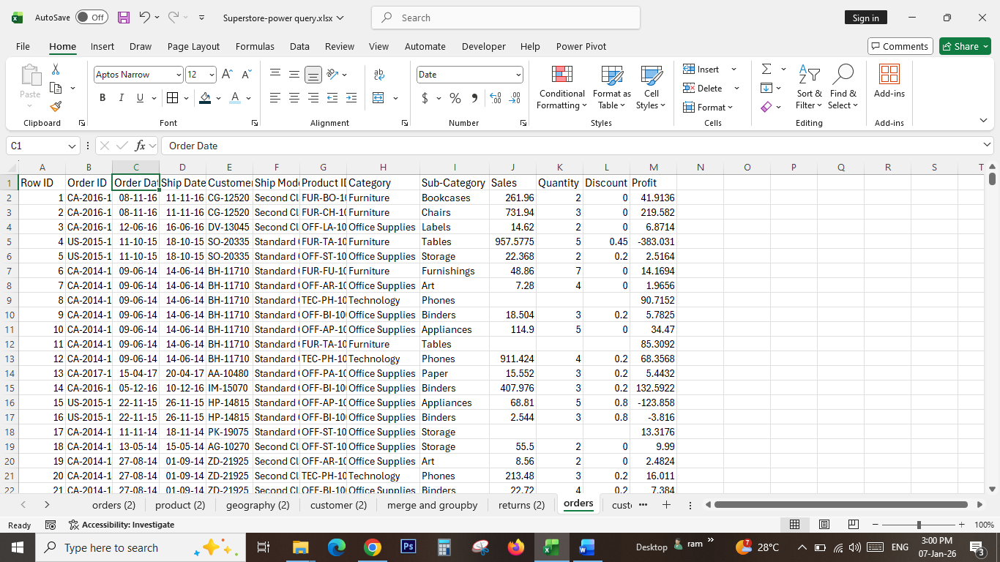 AutoSave Off Superstore-power query.xlsx Search Sign in
File Home Insert Draw Page Layout Formulas Data Review View Automate Developer Help Power Pivot Comments Share
Paste Aptos Narrow 12 A A ab Date Conditional Formatting Format as Table Cell Styles Insert Delete Format Sort & Filter Find & Select Add-ins
B I U A $ % 9
Clipboard Font Alignment Number Styles Cells Editing Add-ins
C1 fx Order Date
A B C D E F G H I J K L M N O P Q R S T
1 Row ID Order ID Order Dat Ship Date Customer Ship Mode Product ID Category Sub-Category Sales Quantity Discount Profit
2 1 CA-2016-1 08-11-16 11-11-16 CG-12520 Second Cl FUR-BO-10 Furniture Bookcases 261.96 2 0 41.9136
3 2 CA-2016-1 08-11-16 11-11-16 CG-12520 Second Cl FUR-CH-10 Furniture Chairs 731.94 3 0 219.582
4 3 CA-2016-1 12-06-16 16-06-16 DV-13045 Second Cl OFF-LA-10 Office Supplies Labels 14.62 2 0 6.8714
5 4 US-2015-1 11-10-15 18-10-15 SO-20335 Standard FUR-TA-10 Furniture Tables 957.5775 5 0.45 -383.031
6 5 US-2015-1 11-10-15 18-10-15 SO-20335 Standard OFF-ST-10 Office Supplies Storage 22.368 2 0.2 2.5164
7 6 CA-2014-1 09-06-14 14-06-14 BH-11710 Standard FUR-FU-10 Furniture Furnishings 48.86 7 0 14.1694
8 7 CA-2014-1 09-06-14 14-06-14 BH-11710 Standard OFF-AR-10 Office Supplies Art 7.28 4 0 1.9656
9 8 CA-2014-1 09-06-14 14-06-14 BH-11710 Standard TEC-PH-10 Technology Phones 90.7152
10 9 CA-2014-1 09-06-14 14-06-14 BH-11710 Standard OFF-BI-10 Office Supplies Binders 18.504 3 0.2 5.7825
11 10 CA-2014-1 09-06-14 14-06-14 BH-11710 Standard OFF-AP-10 Office Supplies Appliances 114.9 5 0 34.47
12 11 CA-2014-1 09-06-14 14-06-14 BH-11710 Standard FUR-TA-10 Furniture Tables 85.3092
13 12 CA-2014-1 09-06-14 14-06-14 BH-11710 Standard TEC-PH-10 Technology Phones 911.424 4 0.2 68.3568
14 13 CA-2017-1 15-04-17 20-04-17 AA-10480 Standard OFF-PA-10 Office Supplies Paper 15.552 3 0.2 5.4432
15 14 CA-2016-1 05-12-16 10-12-16 IM-15070 Standard OFF-BI-10 Office Supplies Binders 407.976 3 0.2 132.5922
16 15 US-2015-1 22-11-15 26-11-15 HP-14815 Standard OFF-AP-10 Office Supplies Appliances 68.81 5 0.8 -123.858
17 16 US-2015-1 22-11-15 26-11-15 HP-14815 Standard OFF-BI-10 Office Supplies Binders 2.544 3 0.8 -3.816
18 17 CA-2014-1 11-11-14 18-11-14 PK-19075 Standard OFF-ST-10 Office Supplies Storage 13.3176
19 18 CA-2014-1 13-05-14 15-05-14 AG-10270 Second Cl OFF-ST-10 Office Supplies Storage 55.5 2 0 9.99
20 19 CA-2014-1 27-08-14 01-09-14 ZD-21925 Second Cl OFF-AR-10 Office Supplies Art 8.56 2 0 2.4824
21 20 CA-2014-1 27-08-14 01-09-14 ZD-21925 Second Cl TEC-PH-10 Technology Phones 213.48 3 0.2 16.011
22 21 CA-2014-1 27-08-14 01-09-14 ZD-21925 Second Cl OFF-BI-10 Office Supplies Binders 22.72 4 0.2 7.384
orders (2) product (2) geography (2) customer (2) merge and groupby returns (2) orders cust
Ready Accessibility: Investigate 100%
Type here to search Ps Desktop ram 7 28°C ENG 3:00 PM
07-Jan-26 3